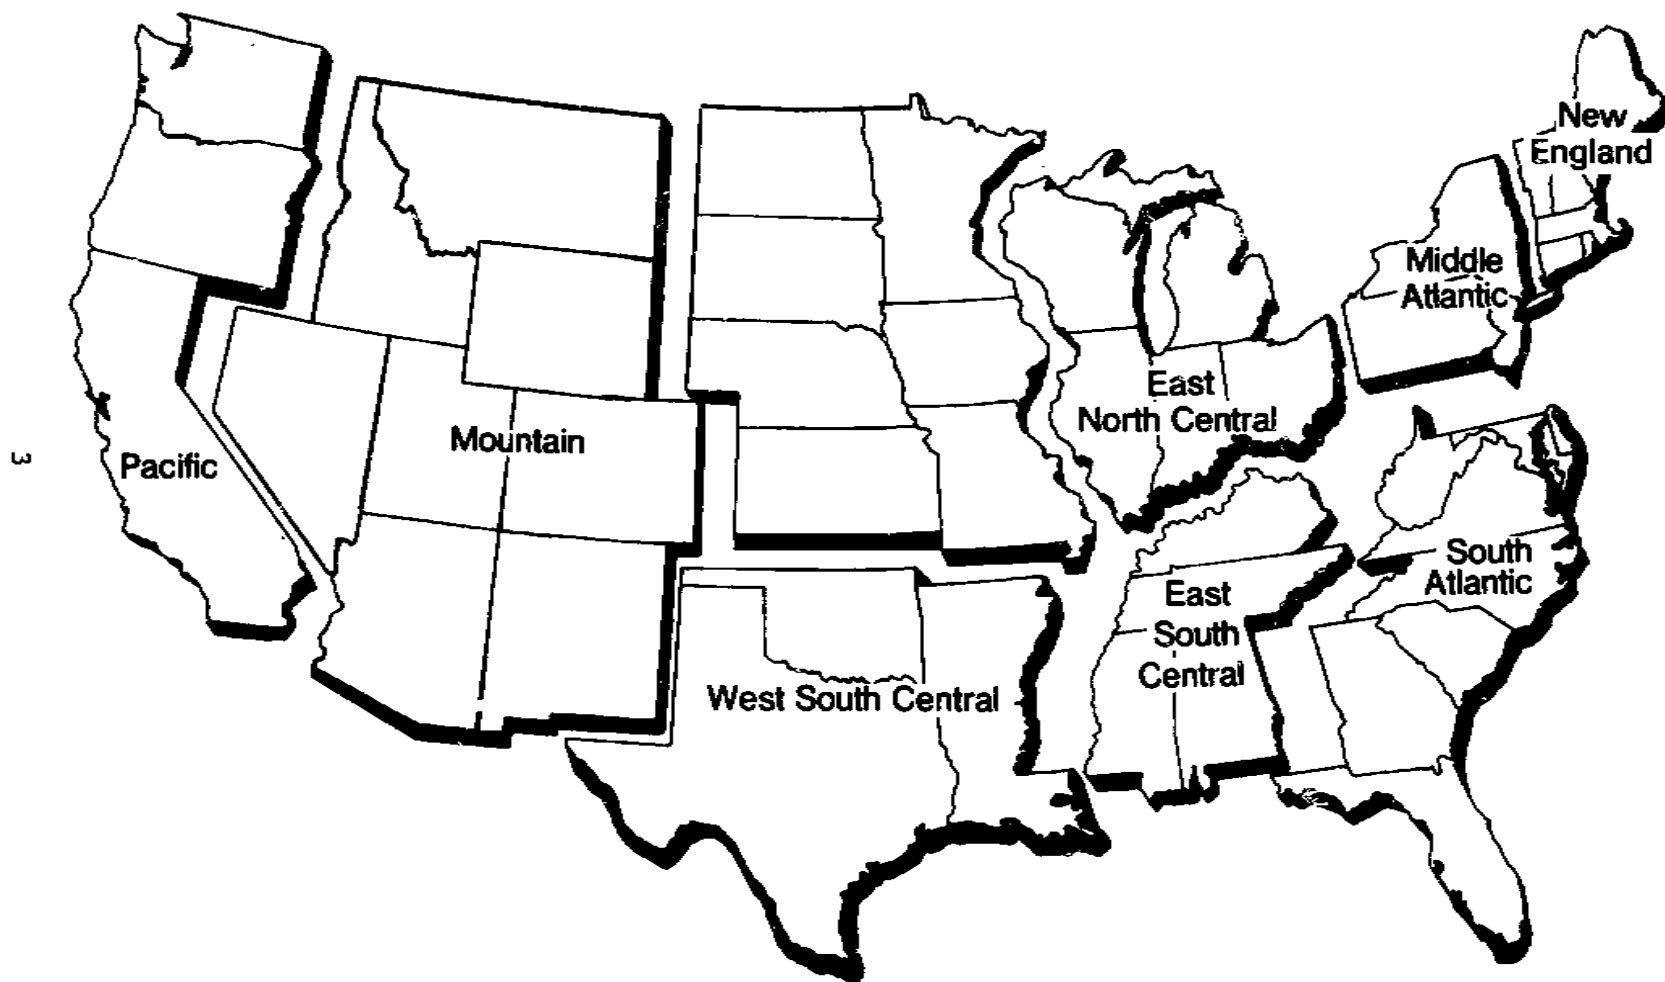 New
England
Middle
Atlantic
East
North Central
Mountain
Pacific
3
South
Atlantic
East
South
Central
West South Central